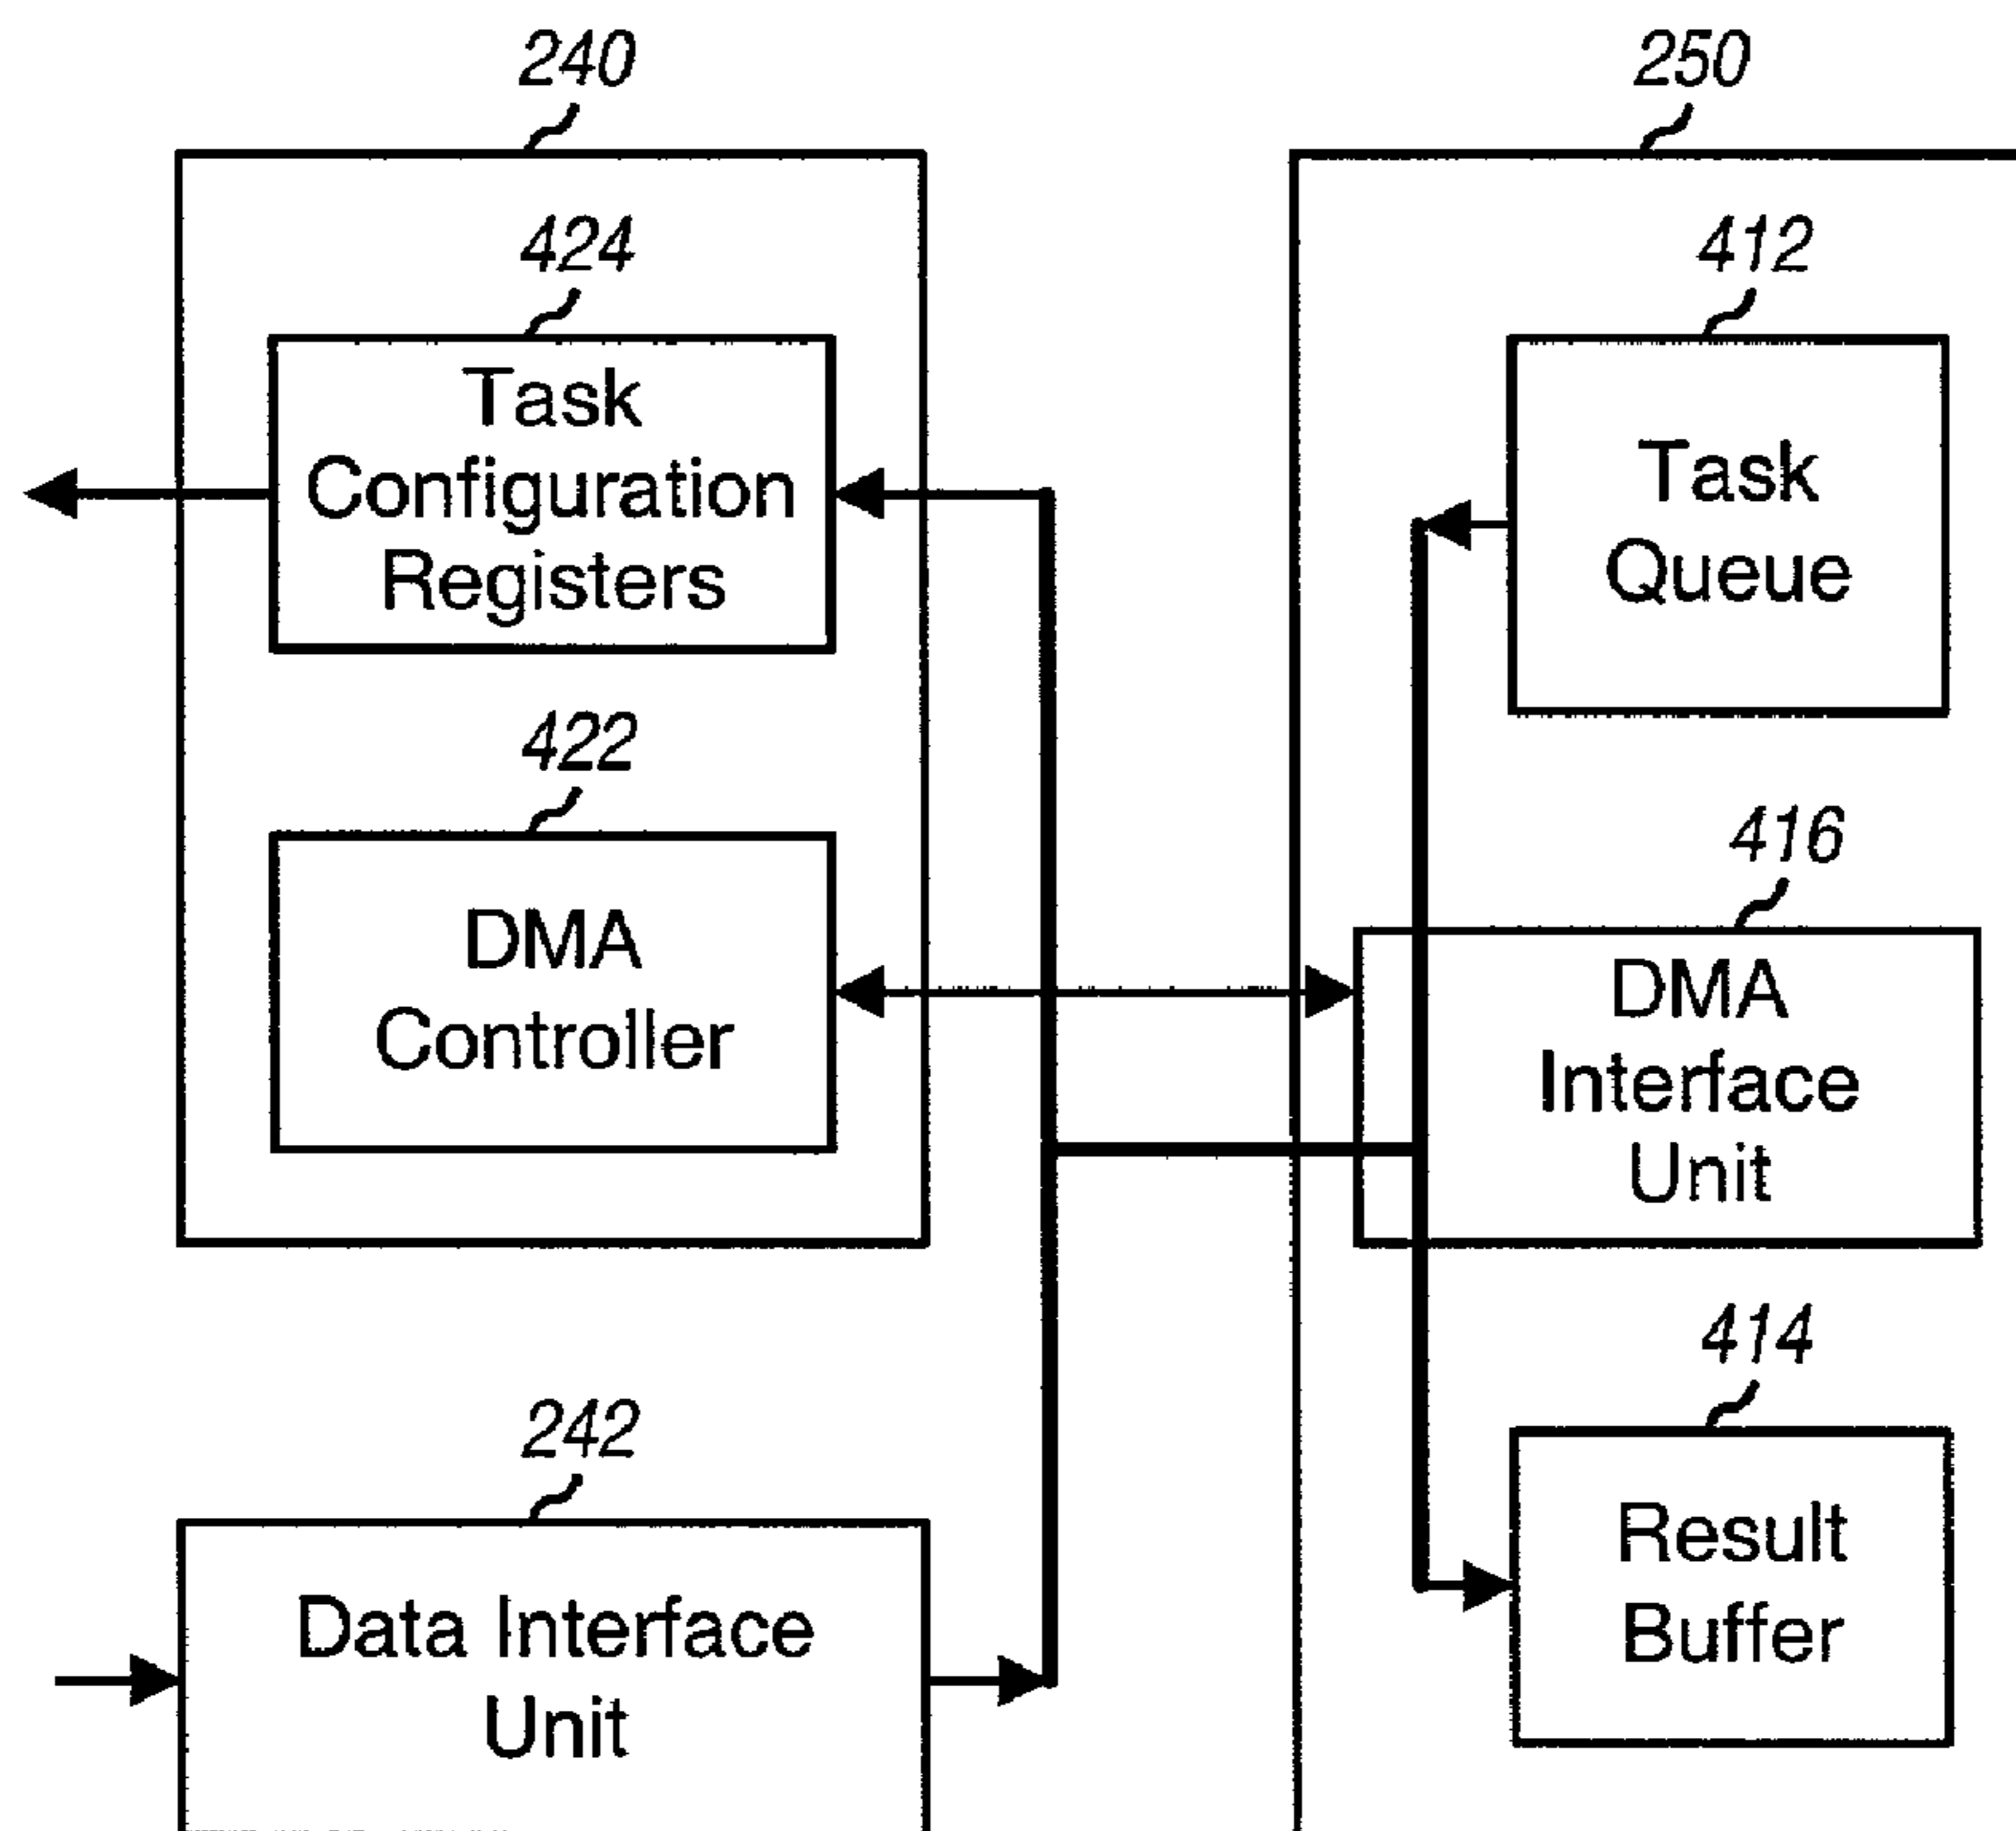 240
250
424
412
Task
Configuration
Registers
Task
Queue
422
416
DMA
Controller
DMA
Interface
Unit
414
242
Result
Buffer
Data Interface
Unit